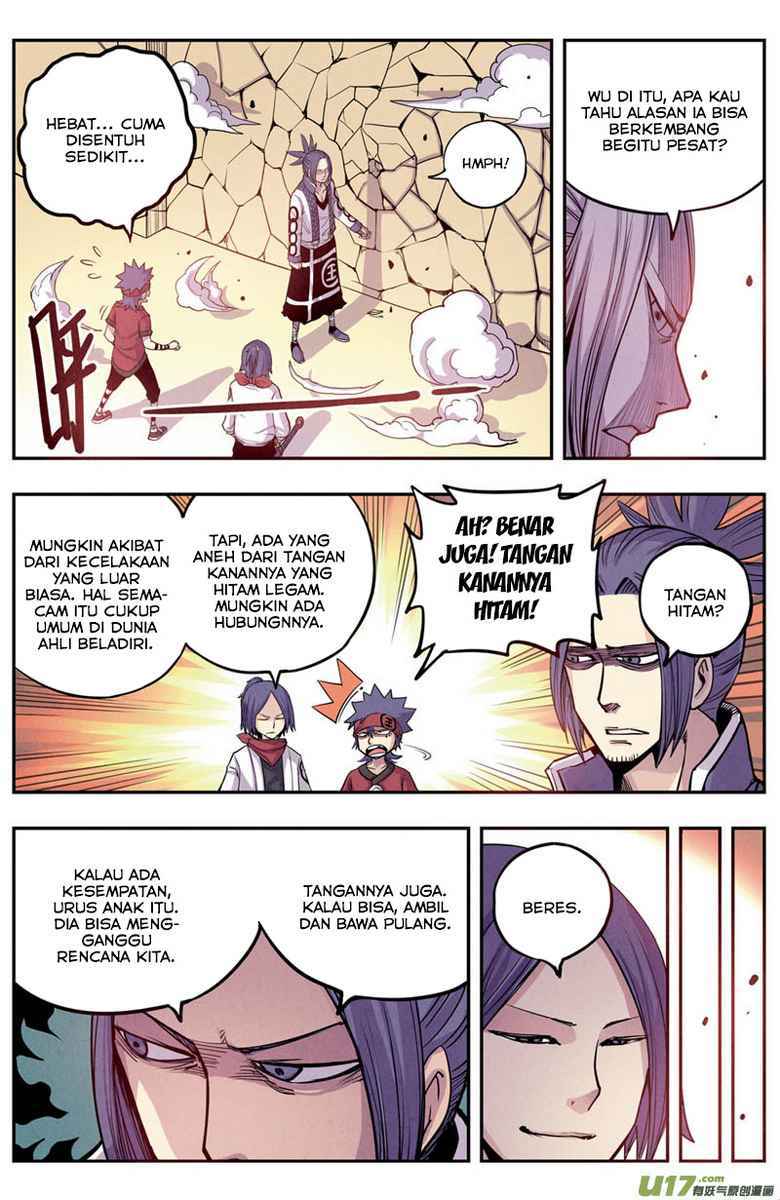 HEBAT... CUMA
DISENTUH
SEDIKIT...
HMPH!
王
WU DI ITU, APA KAU
TAHU ALASAN IA BISA
BERKEMBANG
BEGITU PESAT?
MUNGKIN AKIBAT
DARI KECELAKAAN
YANG LUAR
BIASA. HAL SEMA-
CAM ITU CUKUP
UMUM DI DUNIA
AHLI BELADIRI.
TAPI, ADA YANG
ANEH DARI TANGAN
KANANNYA YANG
HITAM LEGAM.
MUNGKIN ADA
HUBUNGNNYA.
AH? BENAR
JUGA! TANGAN
KANANNYA
HITAM!
TANGAN
HITAM?
KALAU ADA
KESEMPATAN,
URUS ANAK ITU.
DIA BISA MENG-
GANGGU
RENCANA KITA.
TANGANNYA JUGA.
KALAU BISA, AMBIL
DAN BAWA PULANG.
BERES.
U17.com
有妖气原创漫画